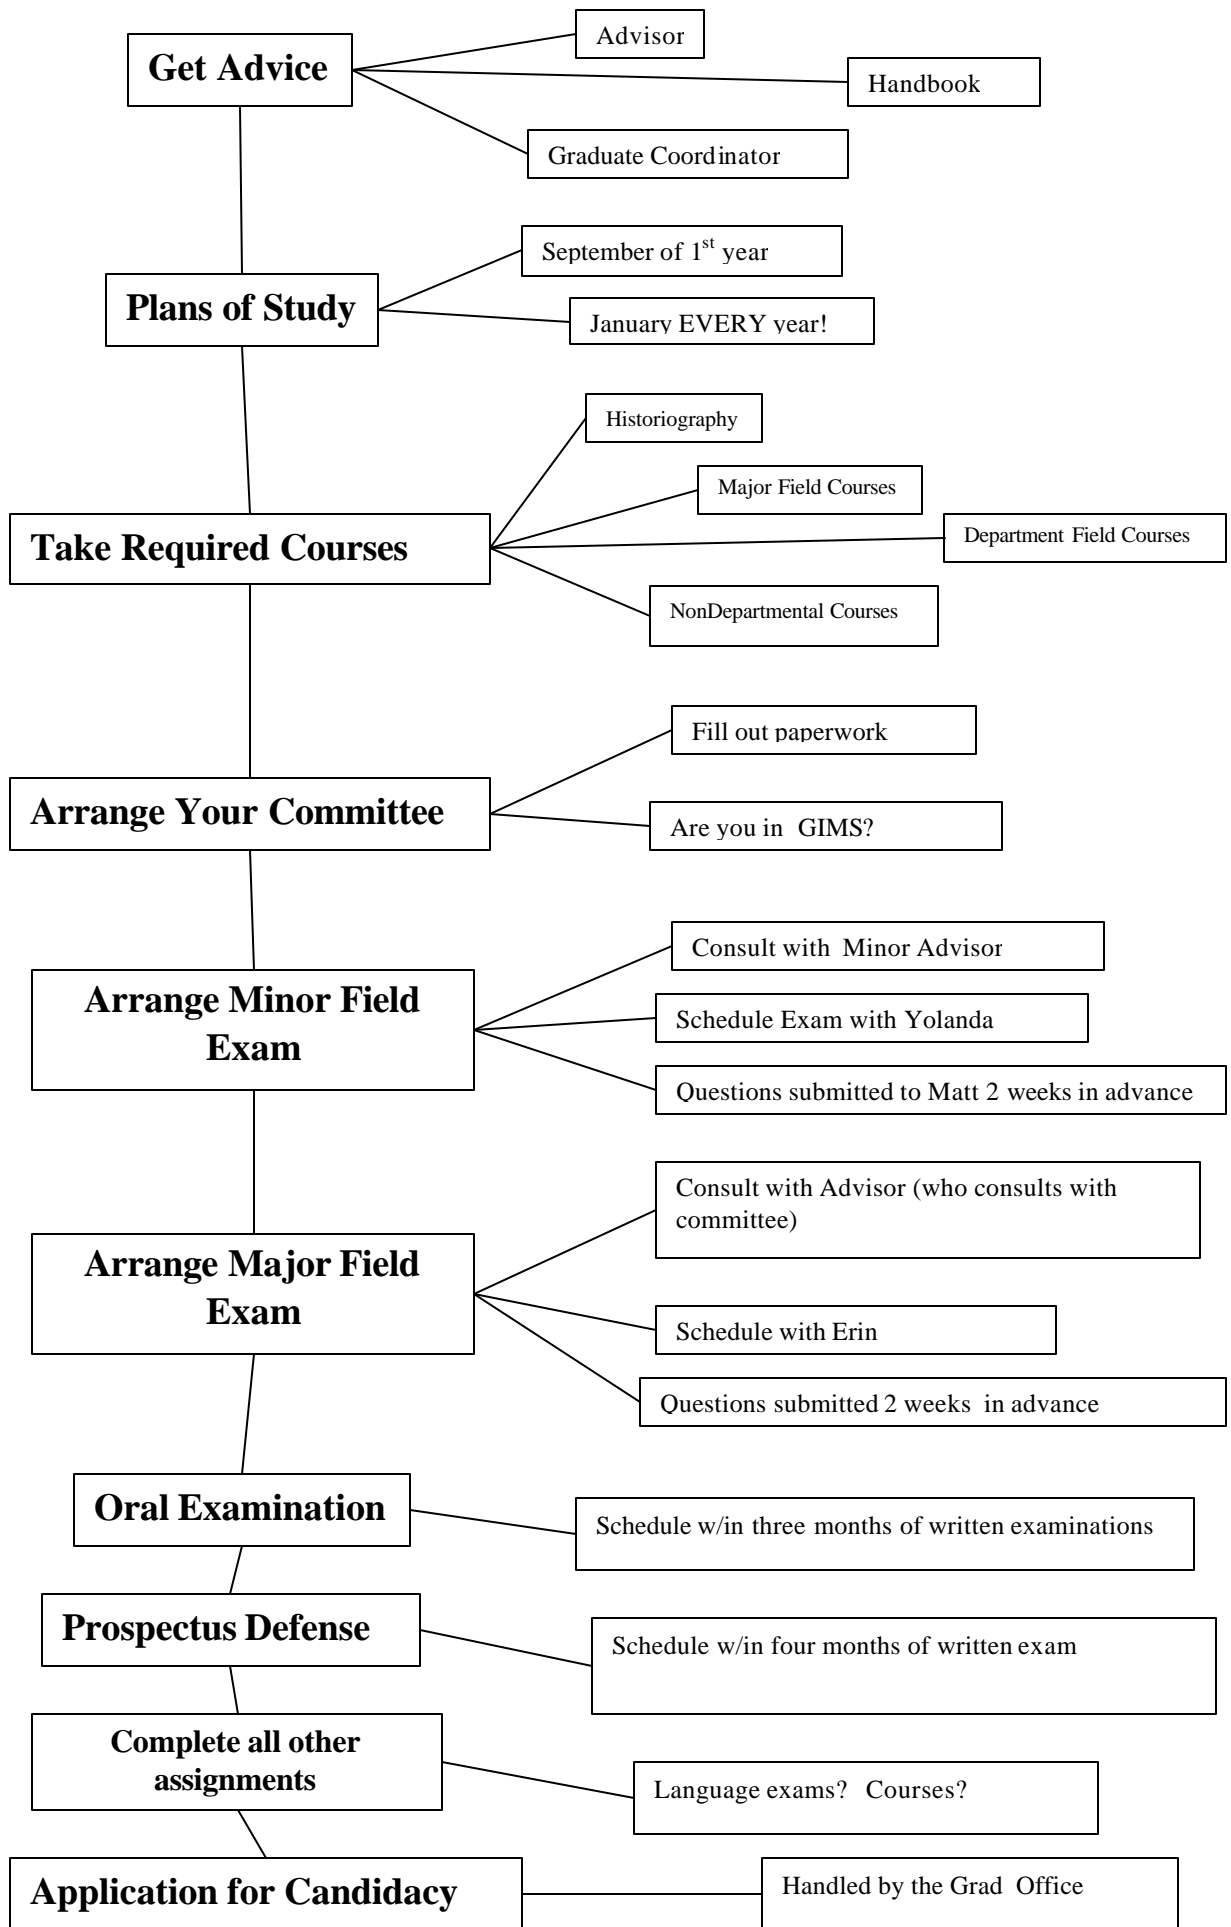 Get Advice
Advisor
Handbook
Graduate Coordinator
Plans of Study
September of 1st year
January EVERY year!
Take Required Courses
Historiography
Major Field Courses
Department Field Courses
NonDepartmental Courses
Arrange Your Committee
Fill out paperwork
Are you in GIMS?
Arrange Minor Field
Exam
Consult with Minor Advisor
Schedule Exam with Yolanda
Questions submitted to Matt 2 weeks in advance
Arrange Major Field
Exam
Consult with Advisor (who consults with
committee)
Schedule with Erin
Questions submitted 2 weeks in advance
Oral Examination
Schedule w/in three months of written examinations
Prospectus Defense
Schedule w/in four months of written exam
Complete all other
assignments
Language exams? Courses?
Application for Candidacy
Handled by the Grad Office